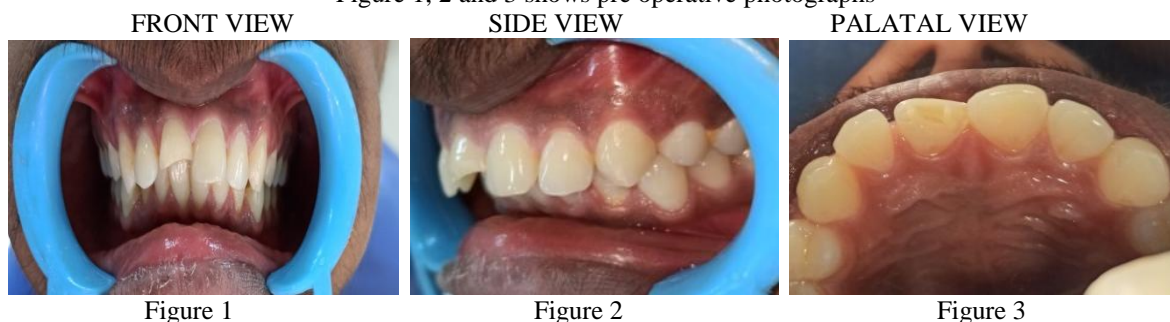 Figure 1, 2 and 3 shows pre operative photographs
FRONT VIEW SIDE VIEW PALATAL VIEW
Figure 1 Figure 2 Figure 3